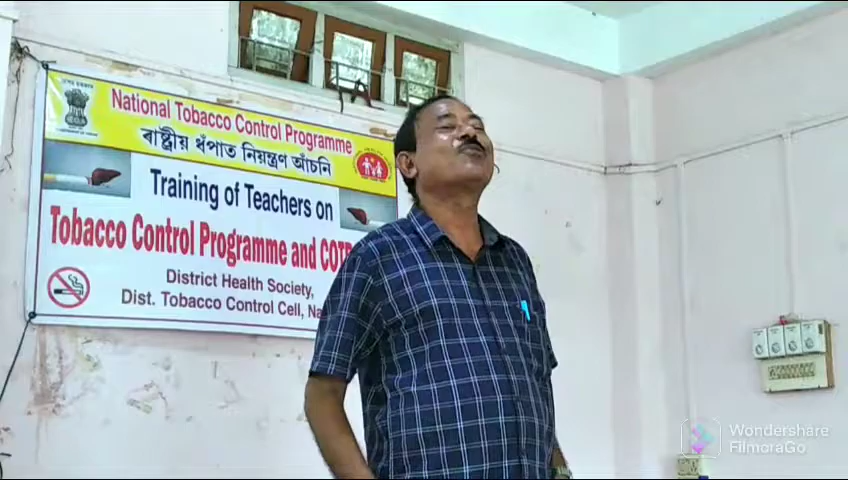 National Tobacco Control Programme
ৰাষ্ট্ৰীয় ধঁপাত নিয়ন্ত্ৰণ আঁচনি
Training of Teachers on
Tobacco Control Programme and COT
District Health Society,
Dist. Tobacco Control Cell, Na
Wondershare
FilmoraGo